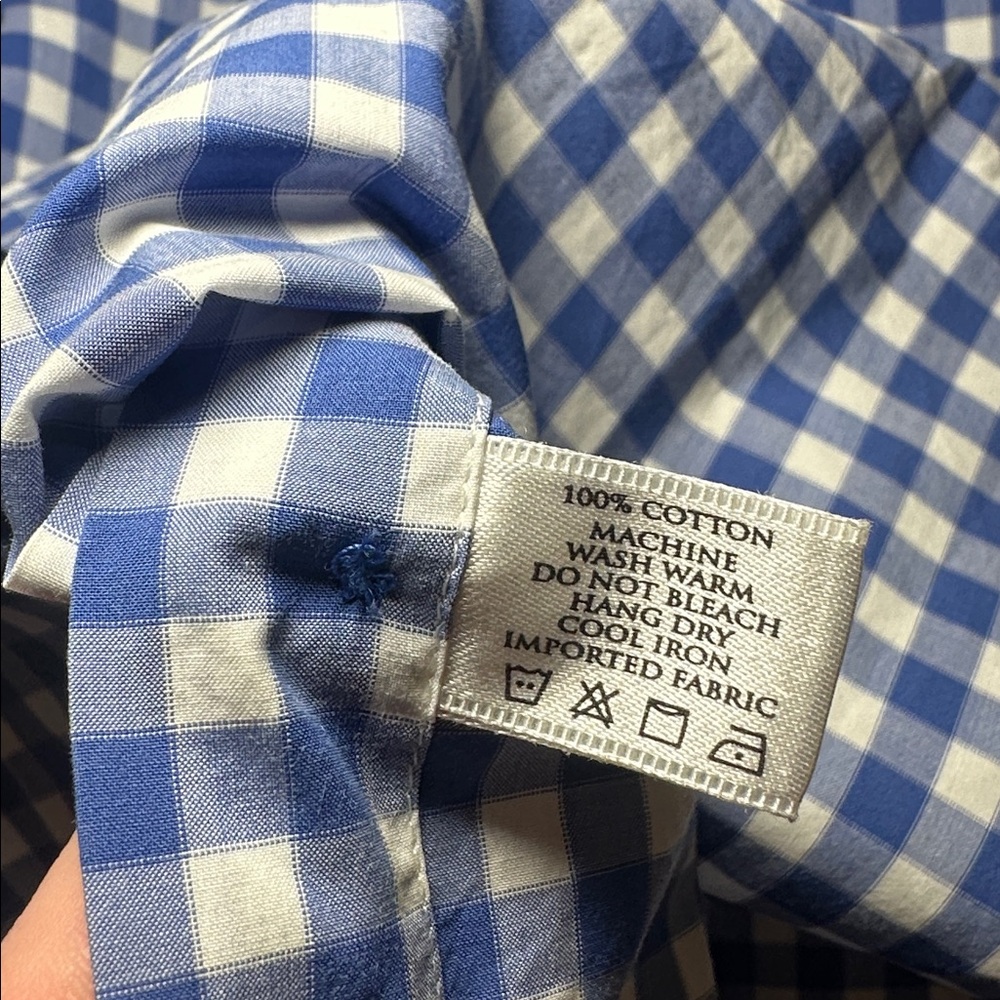 100% COTTON
MACHINE
WASH WARM
DO NOT BLEACH
HANG DRY
COOL IRON
IMPORTED FABRIC